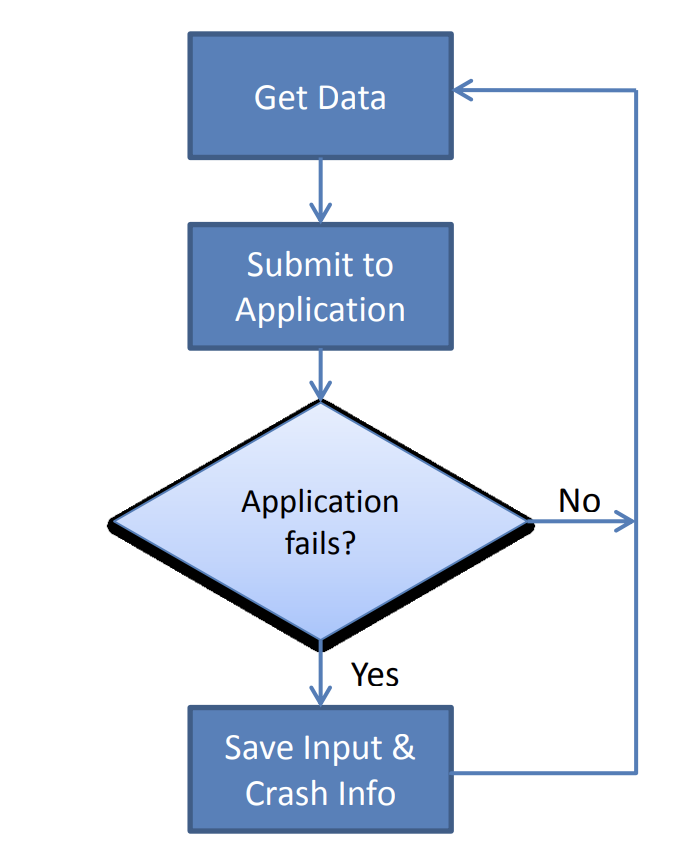 Get Data
Submit to
Application
Application
fails?
No
Yes
Save Input &
Crash Info